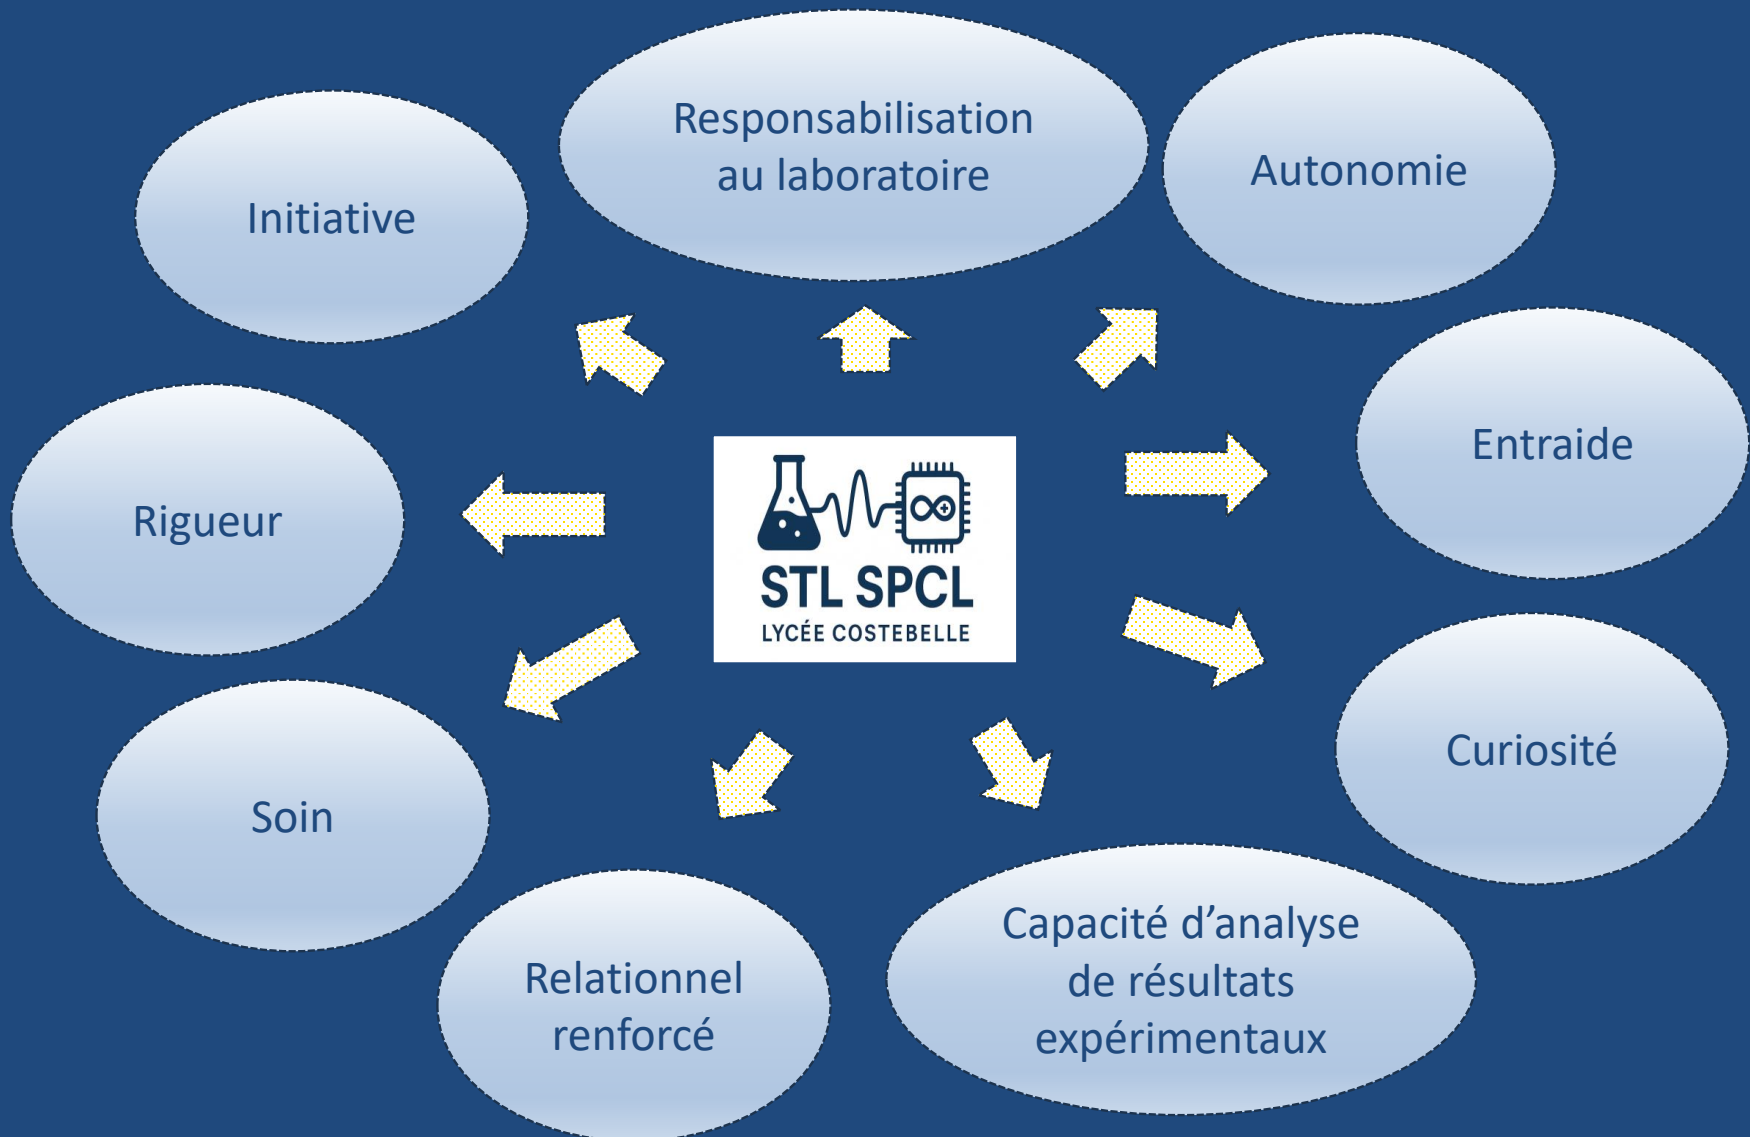 Responsabilisation
au laboratoire
Autonomie
Initiative
Entraide
Rigueur
STL SPCL
LYCÉE COSTEBELLE
Curiosité
Soin
Capacité d’analyse
de résultats
expérimentaux
Relationnel
renforcé